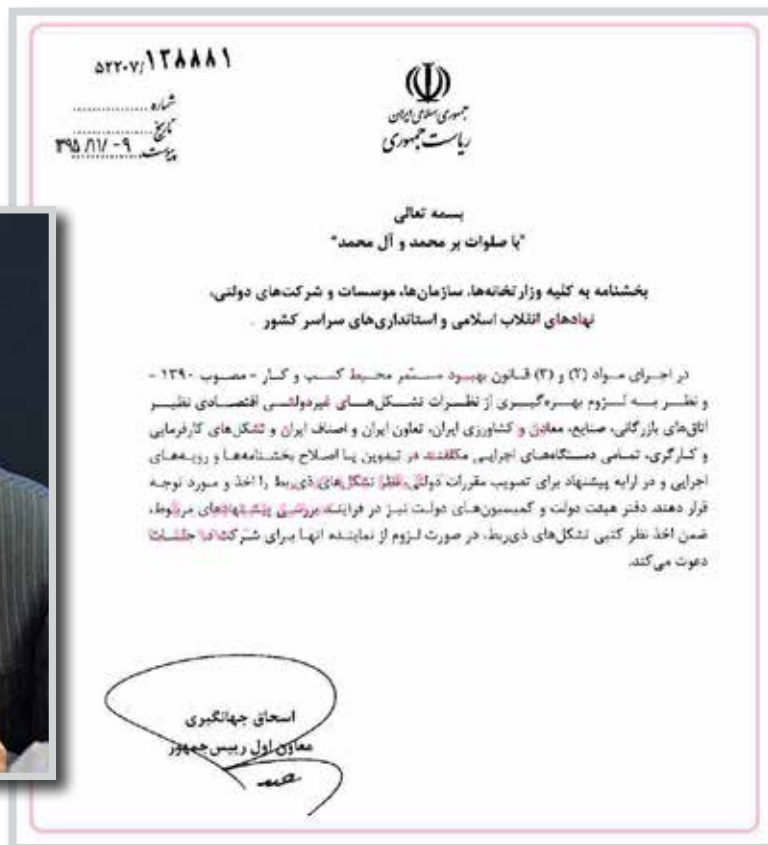 ۵۲۲۰۷/۱۲۸۸۸۱
شماره
تاریخ
پیوست ۳۹۵/۱۱/-۹
جمهوری اسلامی ایران
ریاست جمهوری
بسمه تعالی
"با صلوات بر محمد و آل محمد"
بخشنامه به کلیه وزارتخانه‌ها، سازمان‌ها، موسسات و شرکت‌های دولتی،
نهادهای انقلاب اسلامی و استانداری‌های سراسر کشور .
در اجرای مواد (۲) و (۳) قانون بهبود مستمر محیط کسب و کار - مصوب ۱۳۹۰ -
و نظر به لزوم بهره‌گیری از نظرات تشکل‌های غیردولتی اقتصادی نظیر
اتاق‌های بازرگانی، صنایع، معادن و کشاورزی ایران، تعاون ایران و اصناف ایران و تشکل‌های کارفرمایی
و کارگری، تمامی دستگاه‌های اجرایی مکلفند در تدوین یا اصلاح بخشنامه‌ها و رویه‌های
اجرایی و در ارایه پیشنهاد برای تصویب مقررات دولتی نظر تشکل‌های ذی‌ربط را اخذ و مورد توجه
قرار دهند. دفتر هیئت دولت و کمیسیون‌های دولت نیز در فرایند بررسی پیشنهادهای مربوط،
ضمن اخذ نظر کتبی تشکل‌های ذی‌ربط، در صورت لزوم از نماینده آنها برای شرکت در جلسات
دعوت می‌کند.
اسحاق جهانگیری
معاون اول رییس جمهور